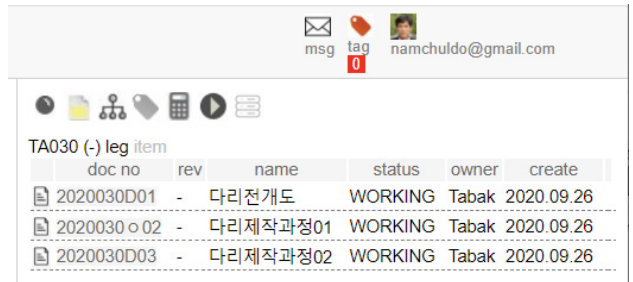 msg tag namchuldo@gmail.com
0
TA030 (-) leg item
doc no rev name status owner create
2020030D01 - 다리전개도 WORKING Tabak 2020.09.26
2020030ㅇ02 - 다리제작과정01 WORKING Tabak 2020.09.26
2020030D03 - 다리제작과정02 WORKING Tabak 2020.09.26